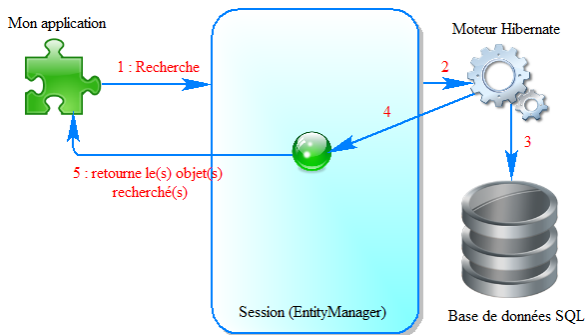 Mon application
Moteur Hibernate
1 : Recherche
2
4
3
5 : retourne le(s) objet(s)
recherché(s)
Session (EntityManager)
Base de données SQL